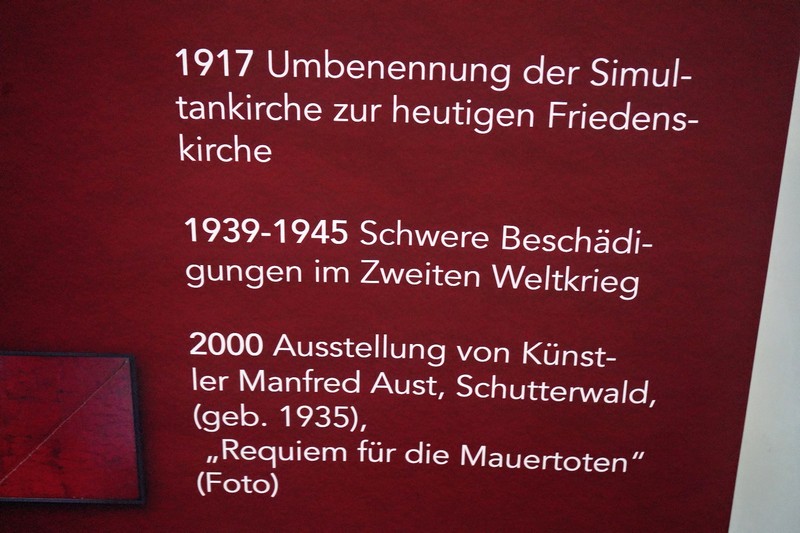 1917 Umbenennung der Simul-
tankirche zur heutigen Friedens-
kirche
1939-1945 Schwere Beschädi-
gungen im Zweiten Weltkrieg
2000 Ausstellung von Künst-
ler Manfred Aust, Schutterwald,
(geb. 1935),
„Requiem für die Mauertoten“
(Foto)